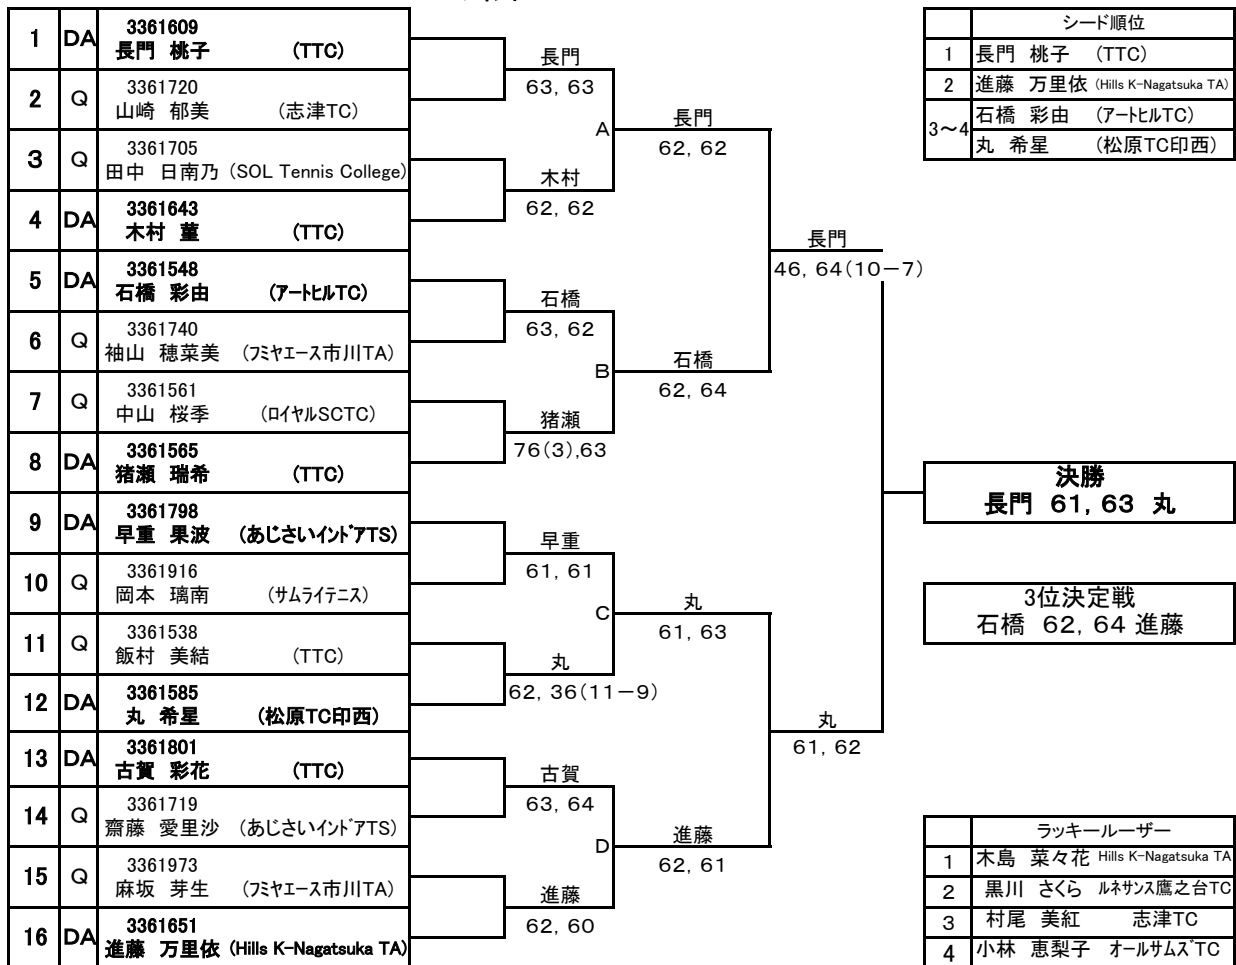 1 DA 3361609
長門 桃子 (TTC)
2 Q 3361720
山崎 郁美 (志津TC)
3 Q 3361705
田中 日南乃 (SOL Tennis College)
4 DA 3361643
木村 菫 (TTC)
5 DA 3361548
石橋 彩由 (アートヒルTC)
6 Q 3361740
袖山 穂菜美 (フミヤエース市川TA)
7 Q 3361561
中山 桜季 (ロイヤルSCTC)
8 DA 3361565
猪瀬 瑞希 (TTC)
9 DA 3361798
早重 果波 (あじさいインドアTS)
10 Q 3361916
岡本 璃南 (サムライテニス)
11 Q 3361538
飯村 美結 (TTC)
12 DA 3361585
丸 希星 (松原TC印西)
13 DA 3361801
古賀 彩花 (TTC)
14 Q 3361719
齋藤 愛里沙 (あじさいインドアTS)
15 Q 3361973
麻坂 芽生 (フミヤエース市川TA)
16 DA 3361651
進藤 万里依 (Hills K-Nagatsuka TA)
長門
63, 63
木村
62, 62
石橋
63, 62
猪瀬
76(3),63
早重
61, 61
丸
62, 36(11-9)
古賀
63, 64
進藤
62, 60
A
B
C
D
長門
62, 62
石橋
62, 64
丸
61, 63
進藤
62, 61
長門
46, 64(10-7)
丸
61, 62
シード順位
1 長門 桃子 (TTC)
2 進藤 万里依 (Hills K-Nagatsuka TA)
3~4 石橋 彩由 (アートヒルTC)
丸 希星 (松原TC印西)
決勝
長門 61, 63 丸
3位決定戦
石橋 62, 64 進藤
ラッキールーザー
1 木島 菜々花 Hills K-Nagatsuka TA
2 黒川 さくら ルネサンス鷹之台TC
3 村尾 美紅 志津TC
4 小林 恵梨子 オールサムズTC